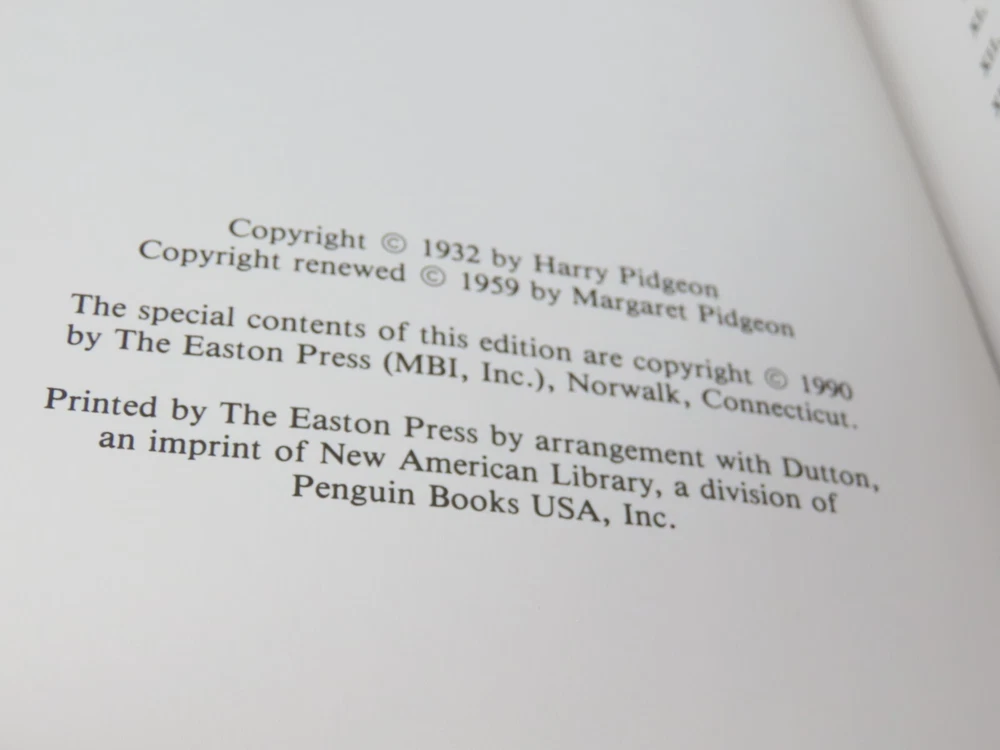 Copyright © 1932 by Harry Pidgeon
Copyright renewed © 1959 by Margaret Pidgeon
The special contents of this edition are copyright © 1990
by The Easton Press (MBI, Inc.), Norwalk, Connecticut.
Printed by The Easton Press by arrangement with Dutton,
an imprint of New American Library, a division of
Penguin Books USA, Inc.